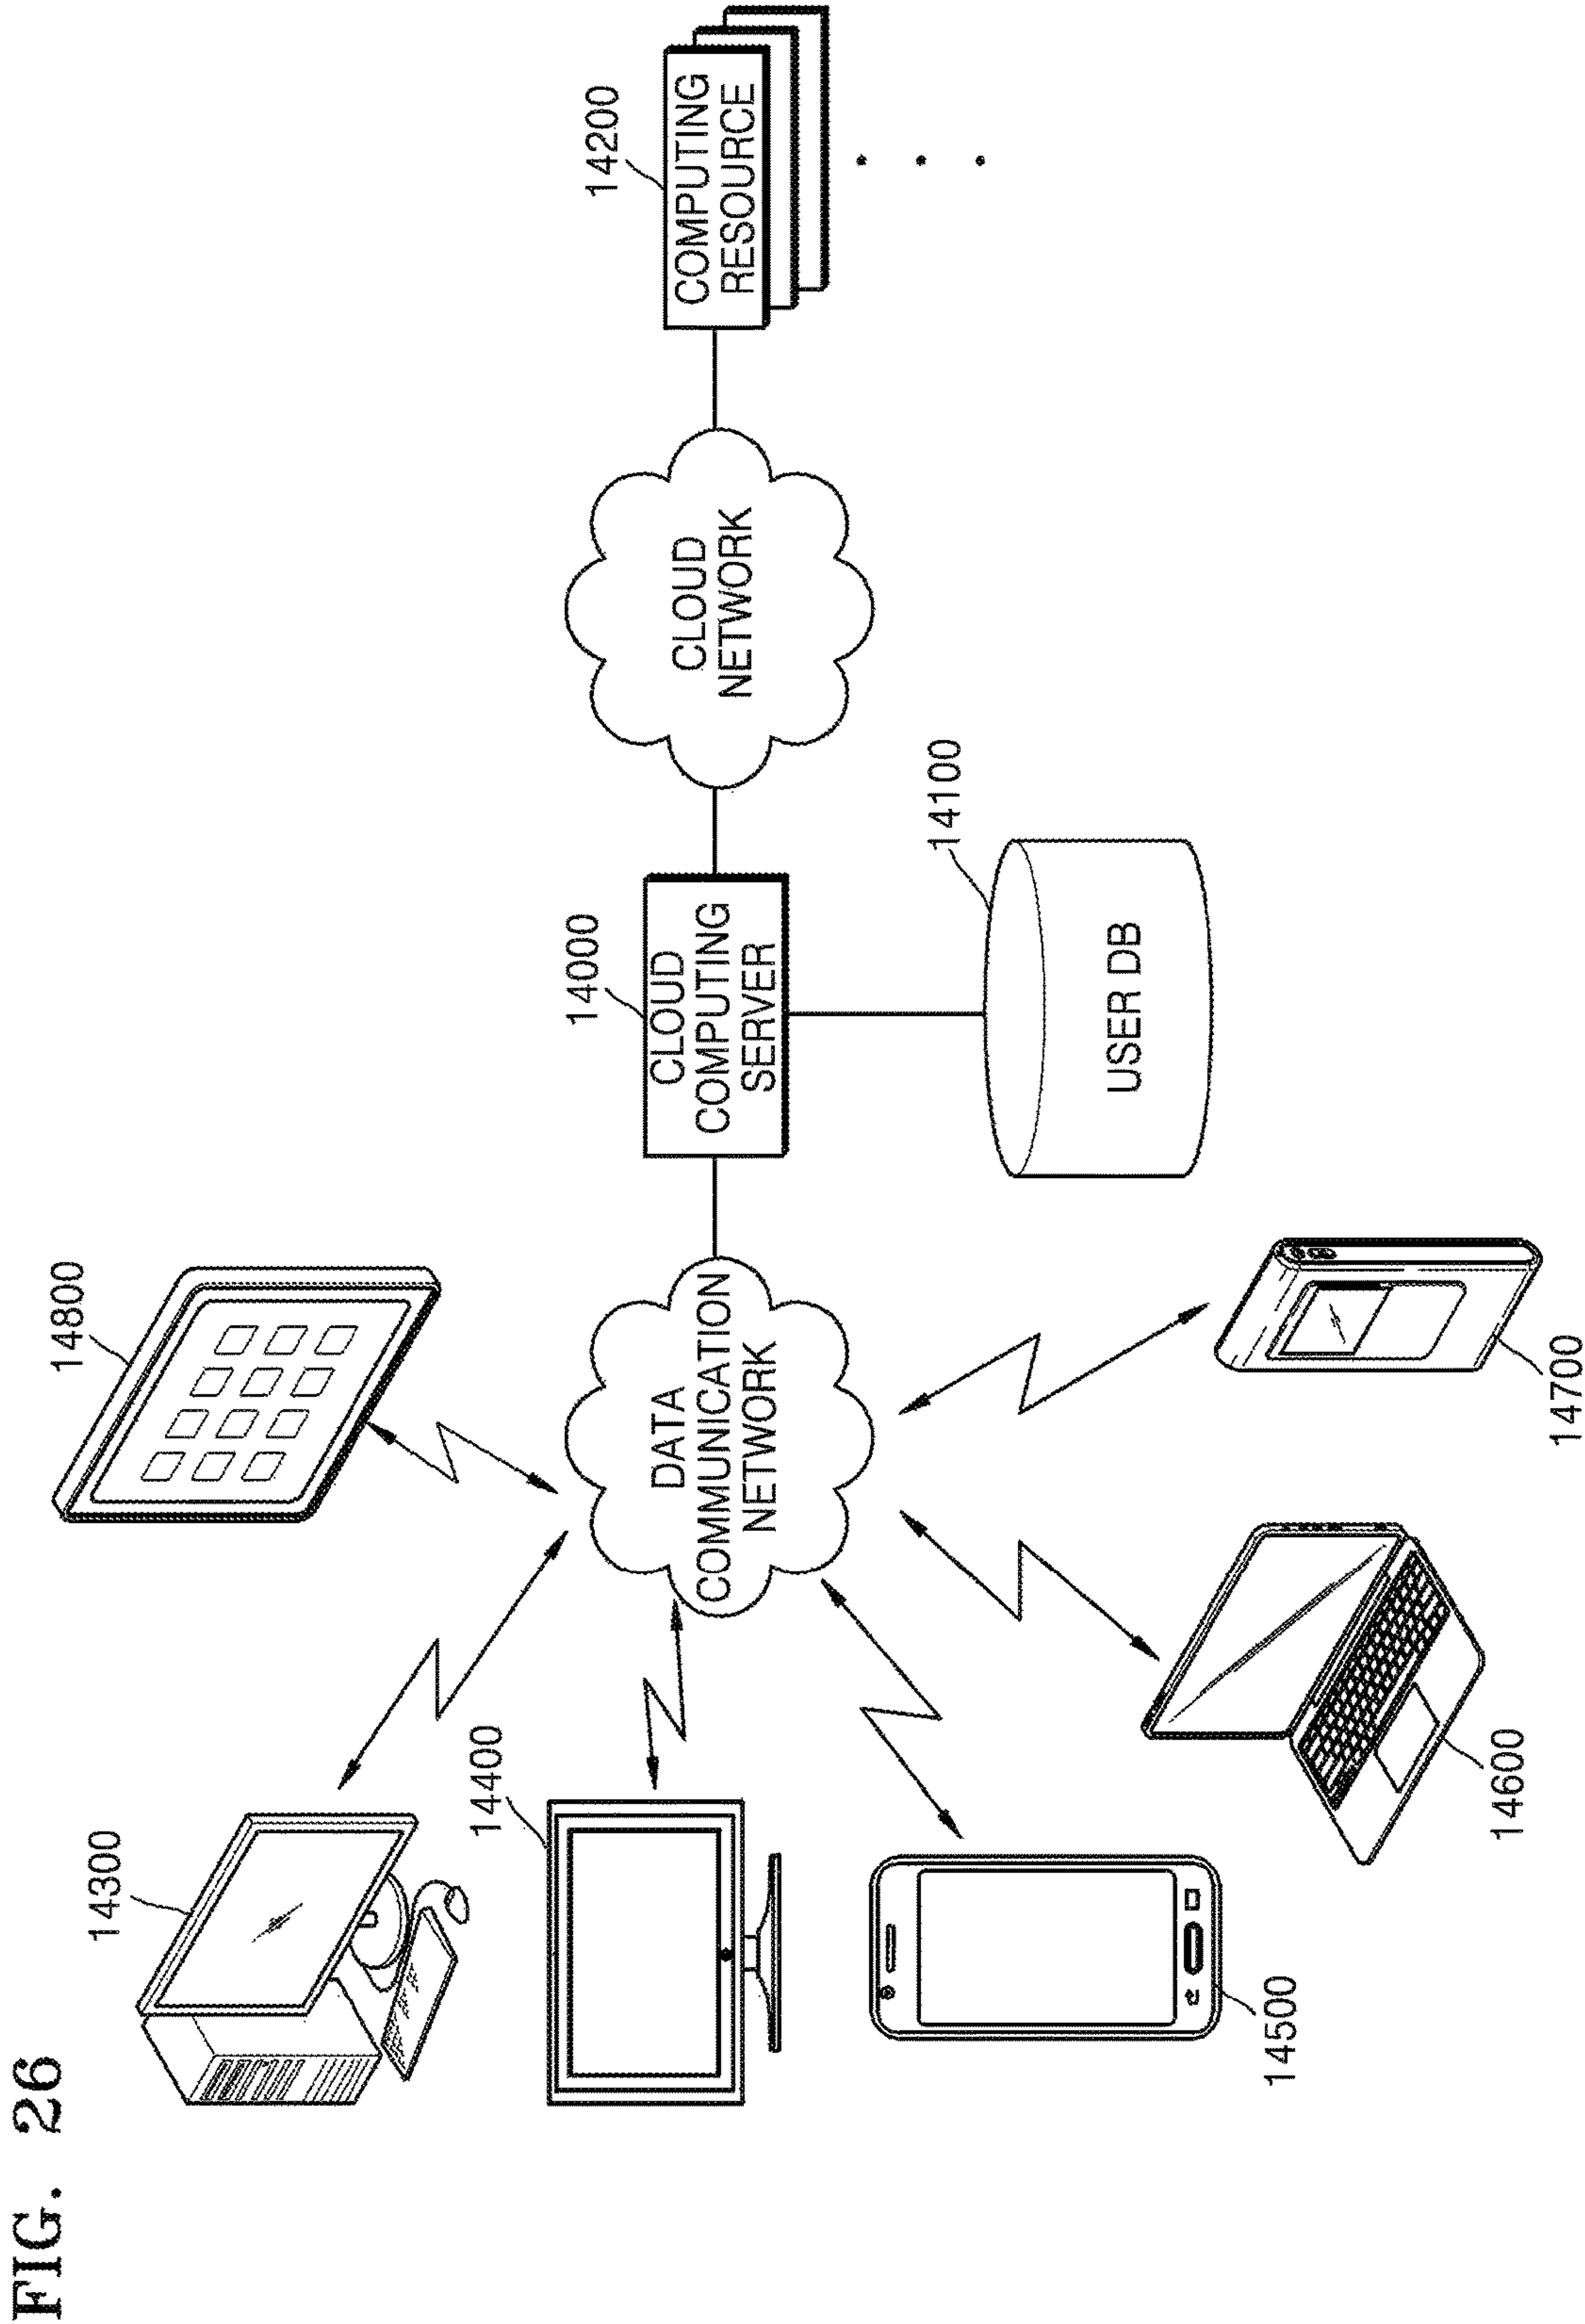 FIG. 26
14300
14800
14400
14000
14200
DATA
COMMUNICATION
NETWORK
CLOUD
COMPUTING
SERVER
CLOUD
NETWORK
COMPUTING
RESOURCE
14100
USER DB
14500
14600
14700